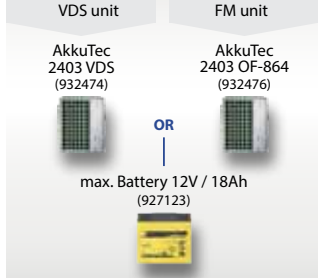 VDS unit
FM unit
AkkuTec
2403 VDS
(932474)
AkkuTec
2403 OF-864
(932476)
OR
max. Battery 12V / 18Ah
(927123)